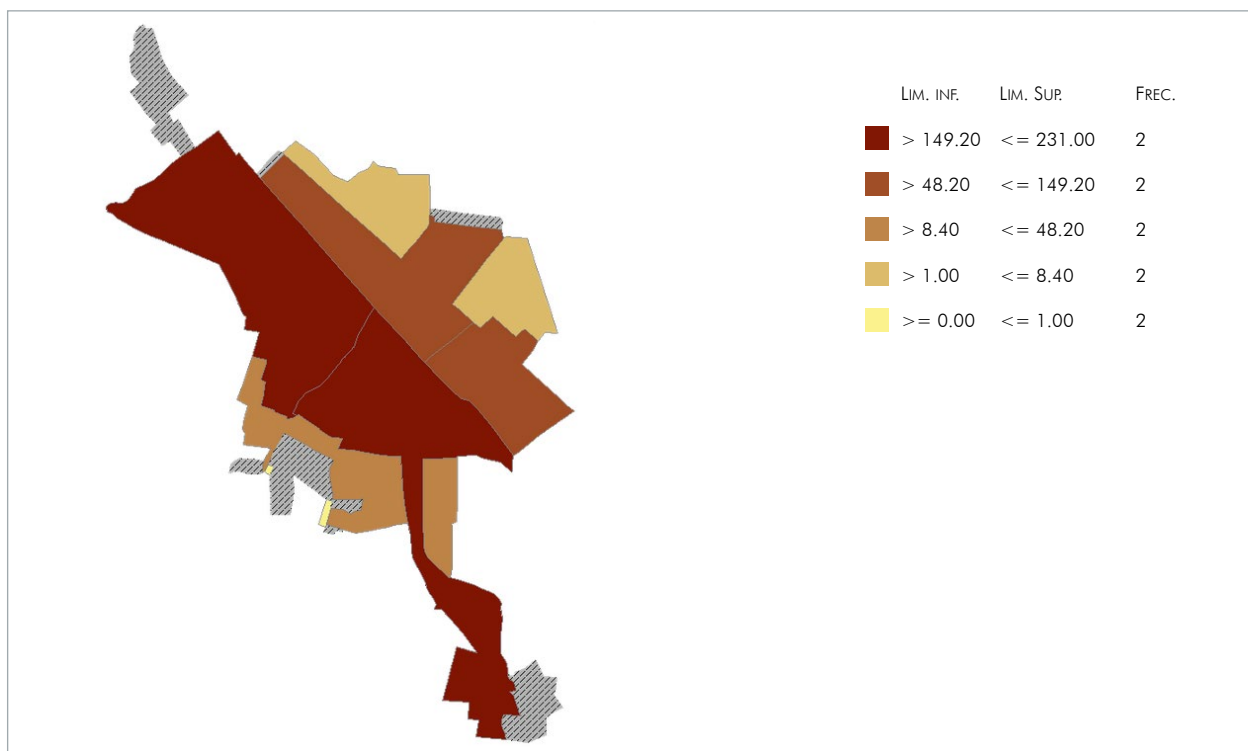 Lim. inf. Lim. Sup. Frec.
> 149.20 <= 231.00 2
> 48.20 <= 149.20 2
> 8.40 <= 48.20 2
> 1.00 <= 8.40 2
>= 0.00 <= 1.00 2